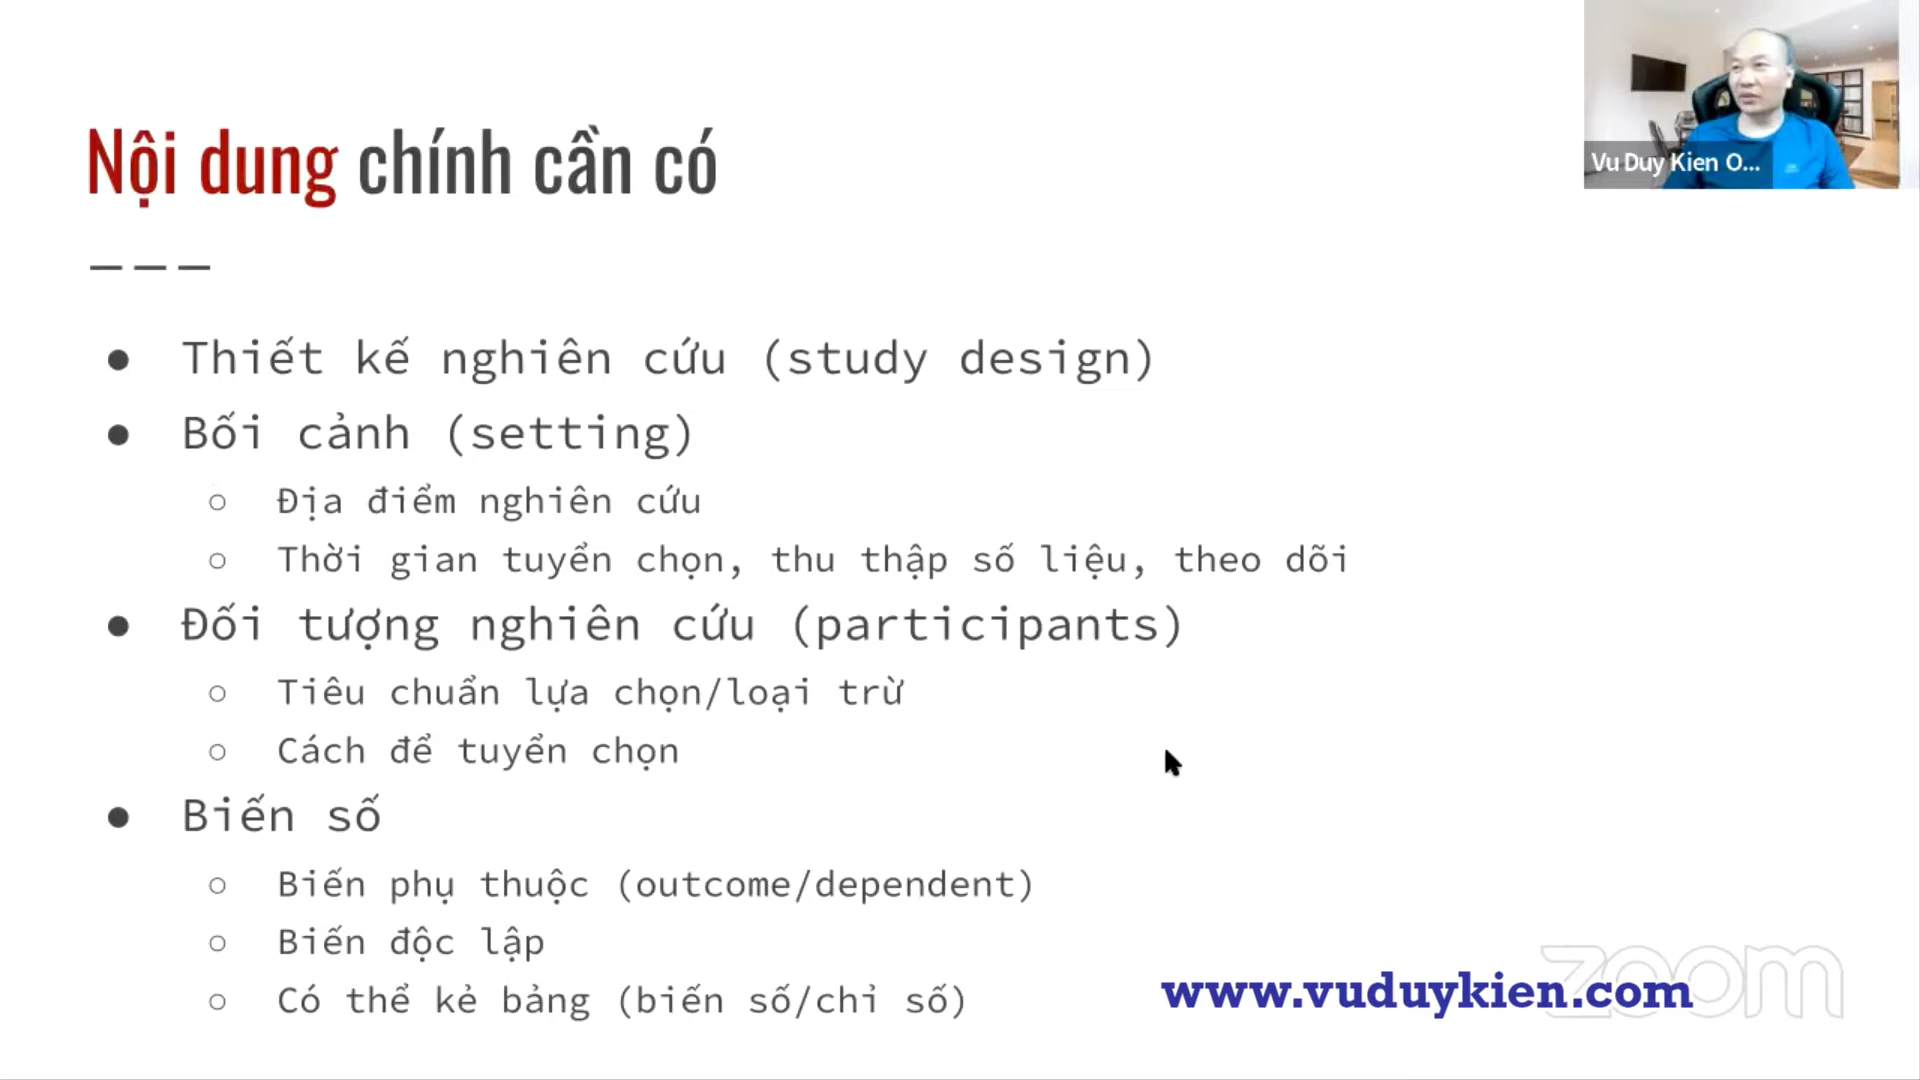 Nội dung chính cần có
Vu Duy Kien O...
● Thiết kế nghiên cứu (study design)
● Bối cảnh (setting)
○ Địa điểm nghiên cứu
○ Thời gian tuyển chọn, thu thập số liệu, theo dõi
● Đối tượng nghiên cứu (participants)
○ Tiêu chuẩn lựa chọn/loại trừ
○ Cách để tuyển chọn
● Biến số
○ Biến phụ thuộc (outcome/dependent)
○ Biến độc lập
○ Có thể kẻ bảng (biến số/chỉ số)
www.vuduykien.com
zoom